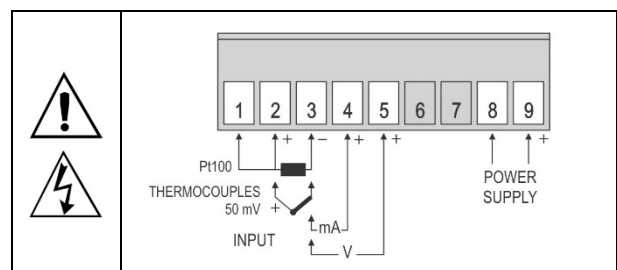 1 2 3 4 5 6 7 8 9
+ − + + +
Pt100
THERMOCOUPLES
50 mV +
mA
INPUT
V
POWER
SUPPLY